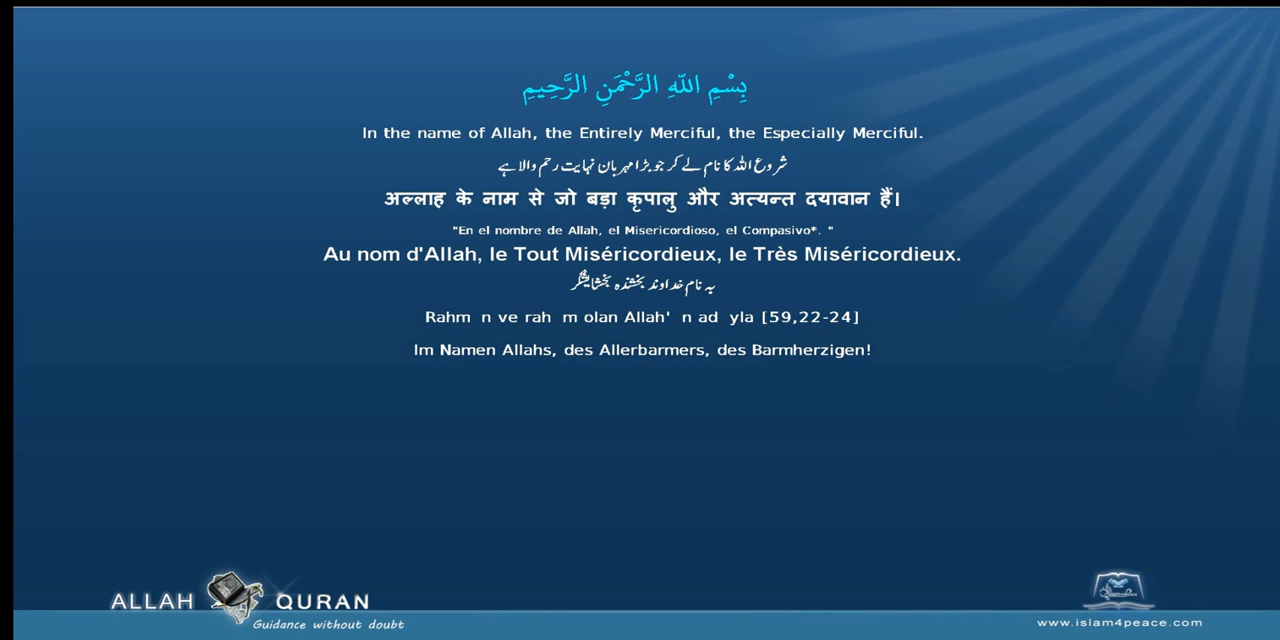 بِسْمِ اللَّهِ الرَّحْمَنِ الرَّحِيمِ
In the name of Allah, the Entirely Merciful, the Especially Merciful.
شروع الله کا نام لے کر جو بڑا مہربان نہایت رحم والا ہے
अल्लाह के नाम से जो बड़ा कृपालु और अत्यन्त दयावान हैं।
"En el nombre de Allah, el Misericordioso, el Compasivo*. "
Au nom d'Allah, le Tout Miséricordieux, le Très Miséricordieux.
به نام خداوند بخشنده بخشایشگر
Rahm n ve rah m olan Allah' n ad yla [59,22-24]
Im Namen Allahs, des Allerbarmers, des Barmherzigen!
ALLAH QURAN
Guidance without doubt
www.islam4peace.com